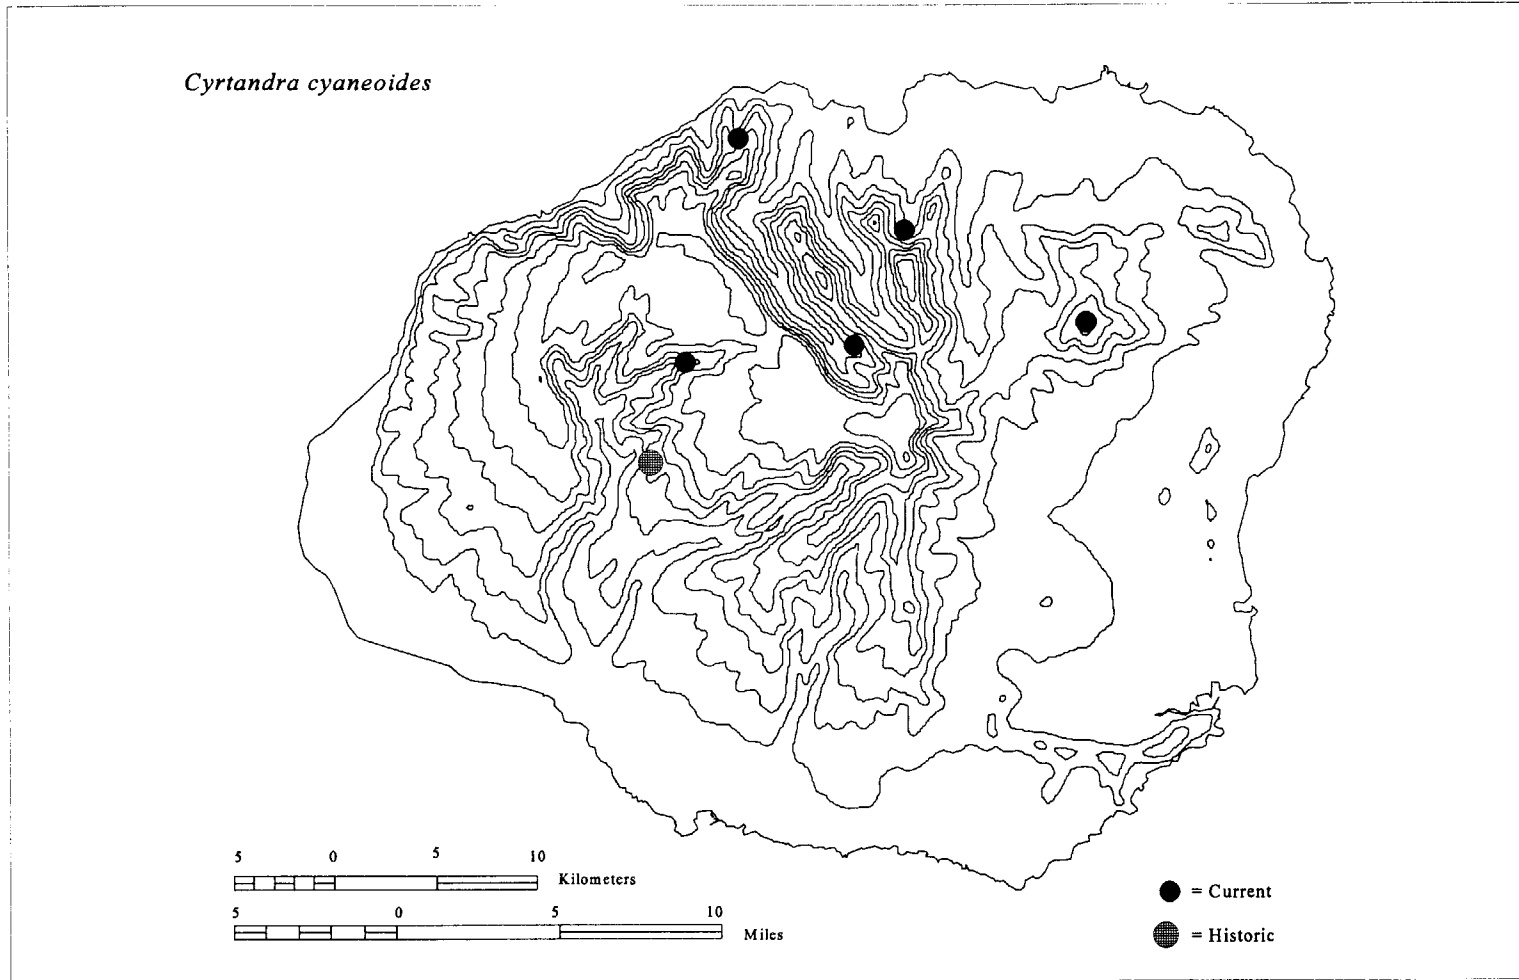 Cyrtandra cyaneoides
5 0 5 10
Kilometers
5 0 5 10
Miles
= Current
= Historic